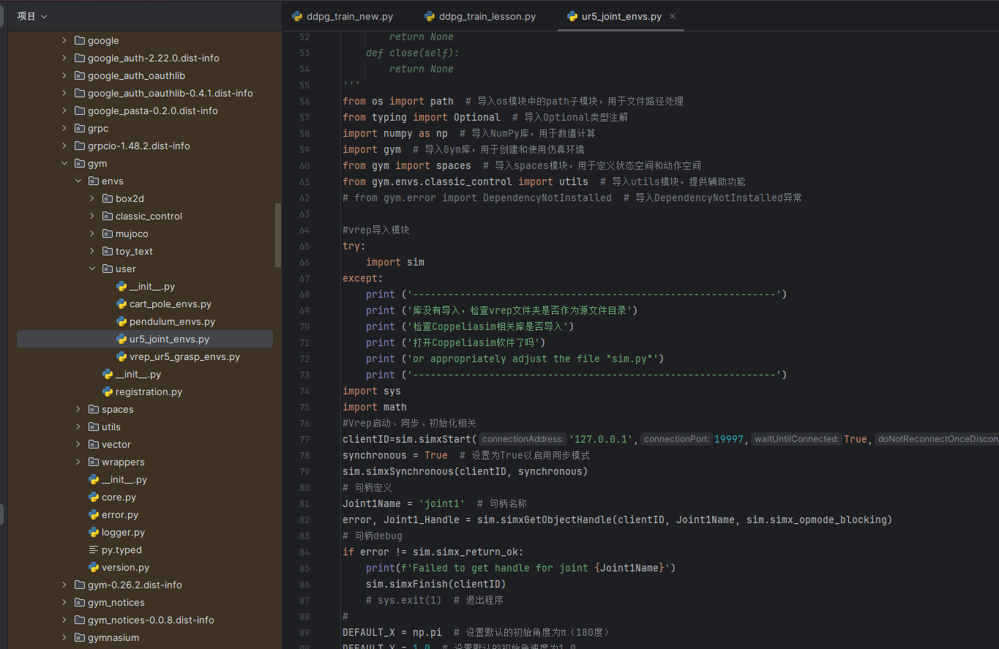 项目
google
google_auth-2.22.0.dist-info
google_auth_oauthlib
google_auth_oauthlib-0.4.1.dist-info
google_pasta-0.2.0.dist-info
grpc
grpcio-1.48.2.dist-info
gym
envs
box2d
classic_control
mujoco
toy_text
user
__init__.py
cart_pole_envs.py
pendulum_envs.py
ur5_joint_envs.py
vrep_ur5_grasp_envs.py
__init__.py
registration.py
spaces
utils
vector
wrappers
__init__.py
core.py
error.py
logger.py
py.typed
version.py
gym-0.26.2.dist-info
gym_notices
gym_notices-0.0.8.dist-info
gymnasium
ddpg_train_new.py ddpg_train_lesson.py ur5_joint_envs.py
52 return None
53 def close(self):
54 return None
55 '''
56 from os import path # 导入os模块中的path子模块，用于文件路径处理
57 from typing import Optional # 导入Optional类型注解
58 import numpy as np # 导入NumPy库，用于数值计算
59 import gym # 导入Gym库，用于创建和使用仿真环境
60 from gym import spaces # 导入spaces模块，用于定义状态空间和动作空间
61 from gym.envs.classic_control import utils # 导入utils模块，提供辅助功能
62 # from gym.error import DependencyNotInstalled # 导入DependencyNotInstalled异常
63
64 #vrep导入模块
65 try:
66 import sim
67 except:
68 print ('--------------------------------------------------------------')
69 print ('库没有导入，检查vrep文件夹是否作为源文件目录')
70 print ('检查Coppeliasim相关库是否导入')
71 print ('打开Coppeliasim软件了吗')
72 print ('or appropriately adjust the file "sim.py"')
73 print ('--------------------------------------------------------------')
74 import sys
75 import math
76 #Vrep启动、同步、初始化相关
77 clientID=sim.simxStart( connectionAddress: '127.0.0.1', connectionPort: 19997, waitUntilConnected: True, doNotReconnectOnceDiscon
78 synchronous = True # 设置为True以启用同步模式
79 sim.simxSynchronous(clientID, synchronous)
80 # 句柄定义
81 Joint1Name = 'joint1' # 句柄名称
82 error, Joint1_Handle = sim.simxGetObjectHandle(clientID, Joint1Name, sim.simx_opmode_blocking)
83 # 句柄debug
84 if error != sim.simx_return_ok:
85 print(f'Failed to get handle for joint {Joint1Name}')
86 sim.simxFinish(clientID)
87 # sys.exit(1) # 退出程序
88 #
89 DEFAULT_X = np.pi # 设置默认的初始角度为π（180度）
90 DEFAULT_Y = 1.0 # 设置默认的初始角速度为1.0